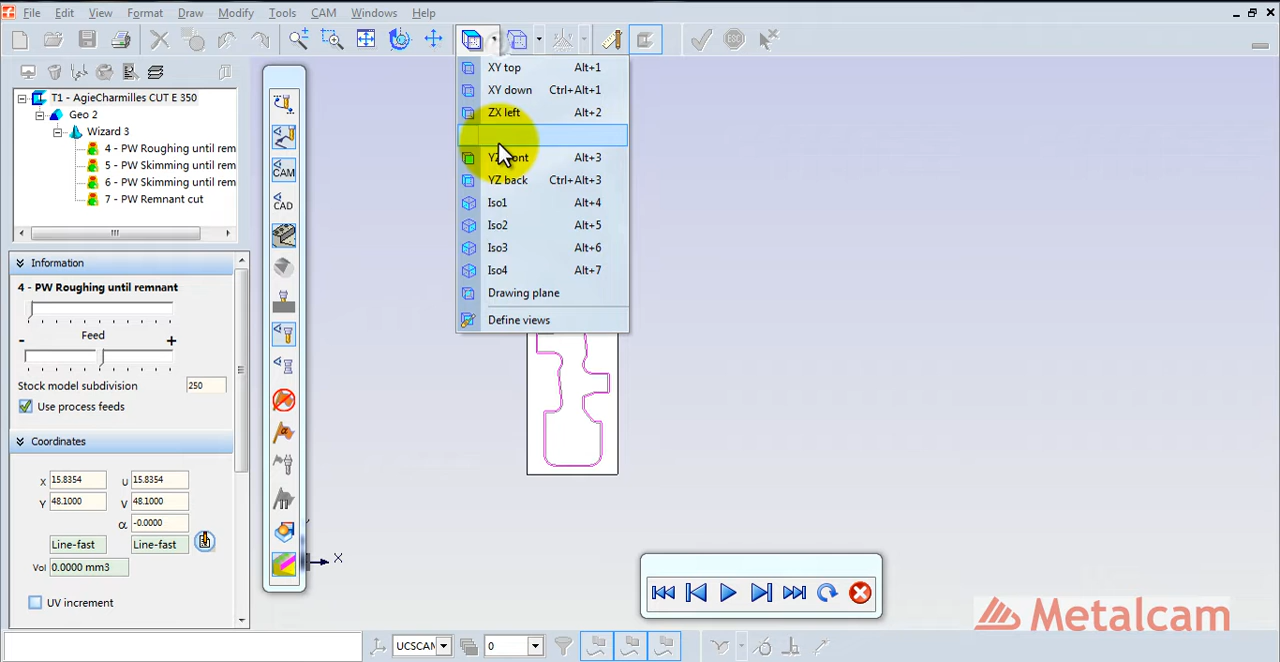 File Edit View Format Draw Modify Tools CAM Windows Help
T1 - AgieCharmilles CUT E 350
Geo 2
Wizard 3
4 - PW Roughing until rem
5 - PW Skimming until rem
6 - PW Skimming until rem
7 - PW Remnant cut
Information
4 - PW Roughing until remnant
Feed
- +
Stock model subdivision 250
Use process feeds
Coordinates
X 15.8354 U 15.8354
Y 48.1000 V 48.1000
α -0.0000
Line-fast Line-fast
Vol 0.0000 mm3
UV increment
CAM
CAD
XY top Alt+1
XY down Ctrl+Alt+1
ZX left Alt+2
YZ front Alt+3
YZ back Ctrl+Alt+3
Iso1 Alt+4
Iso2 Alt+5
Iso3 Alt+6
Iso4 Alt+7
Drawing plane
Define views
X
Metalcam
UCSCAN 0